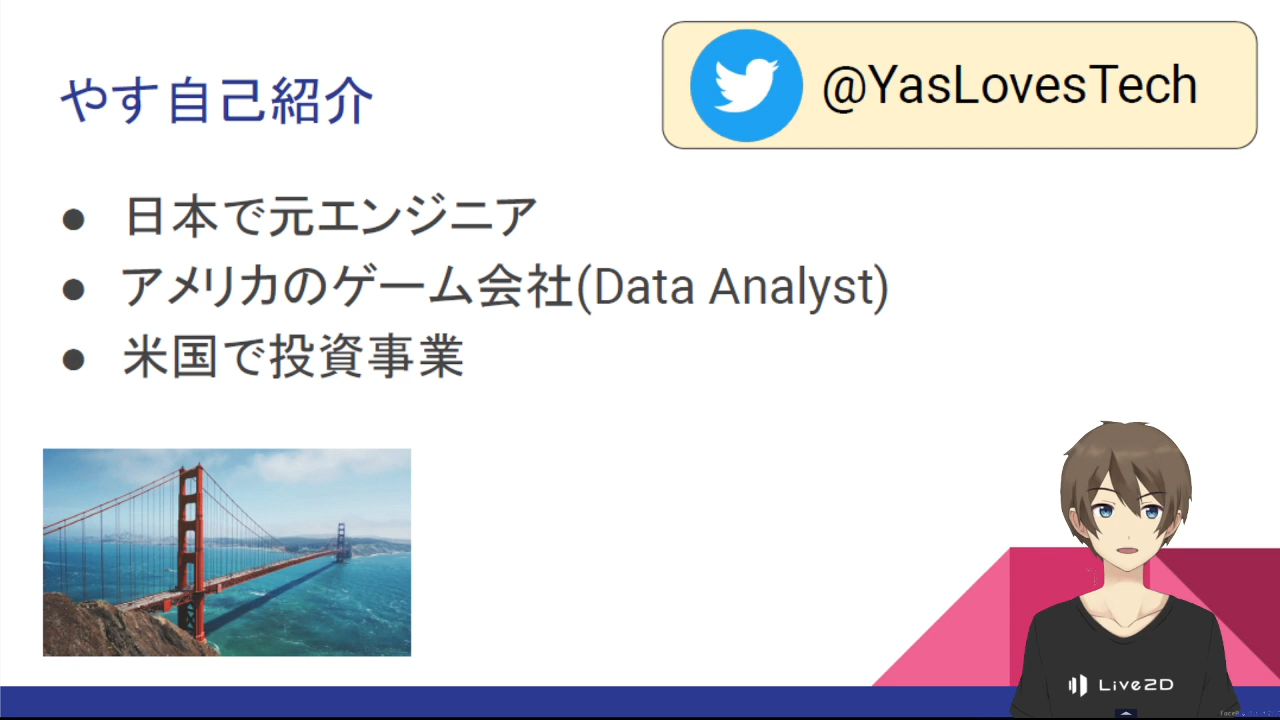 やす自己紹介
@YasLovesTech
● 日本で元エンジニア
● アメリカのゲーム会社(Data Analyst)
● 米国で投資事業
Live2D